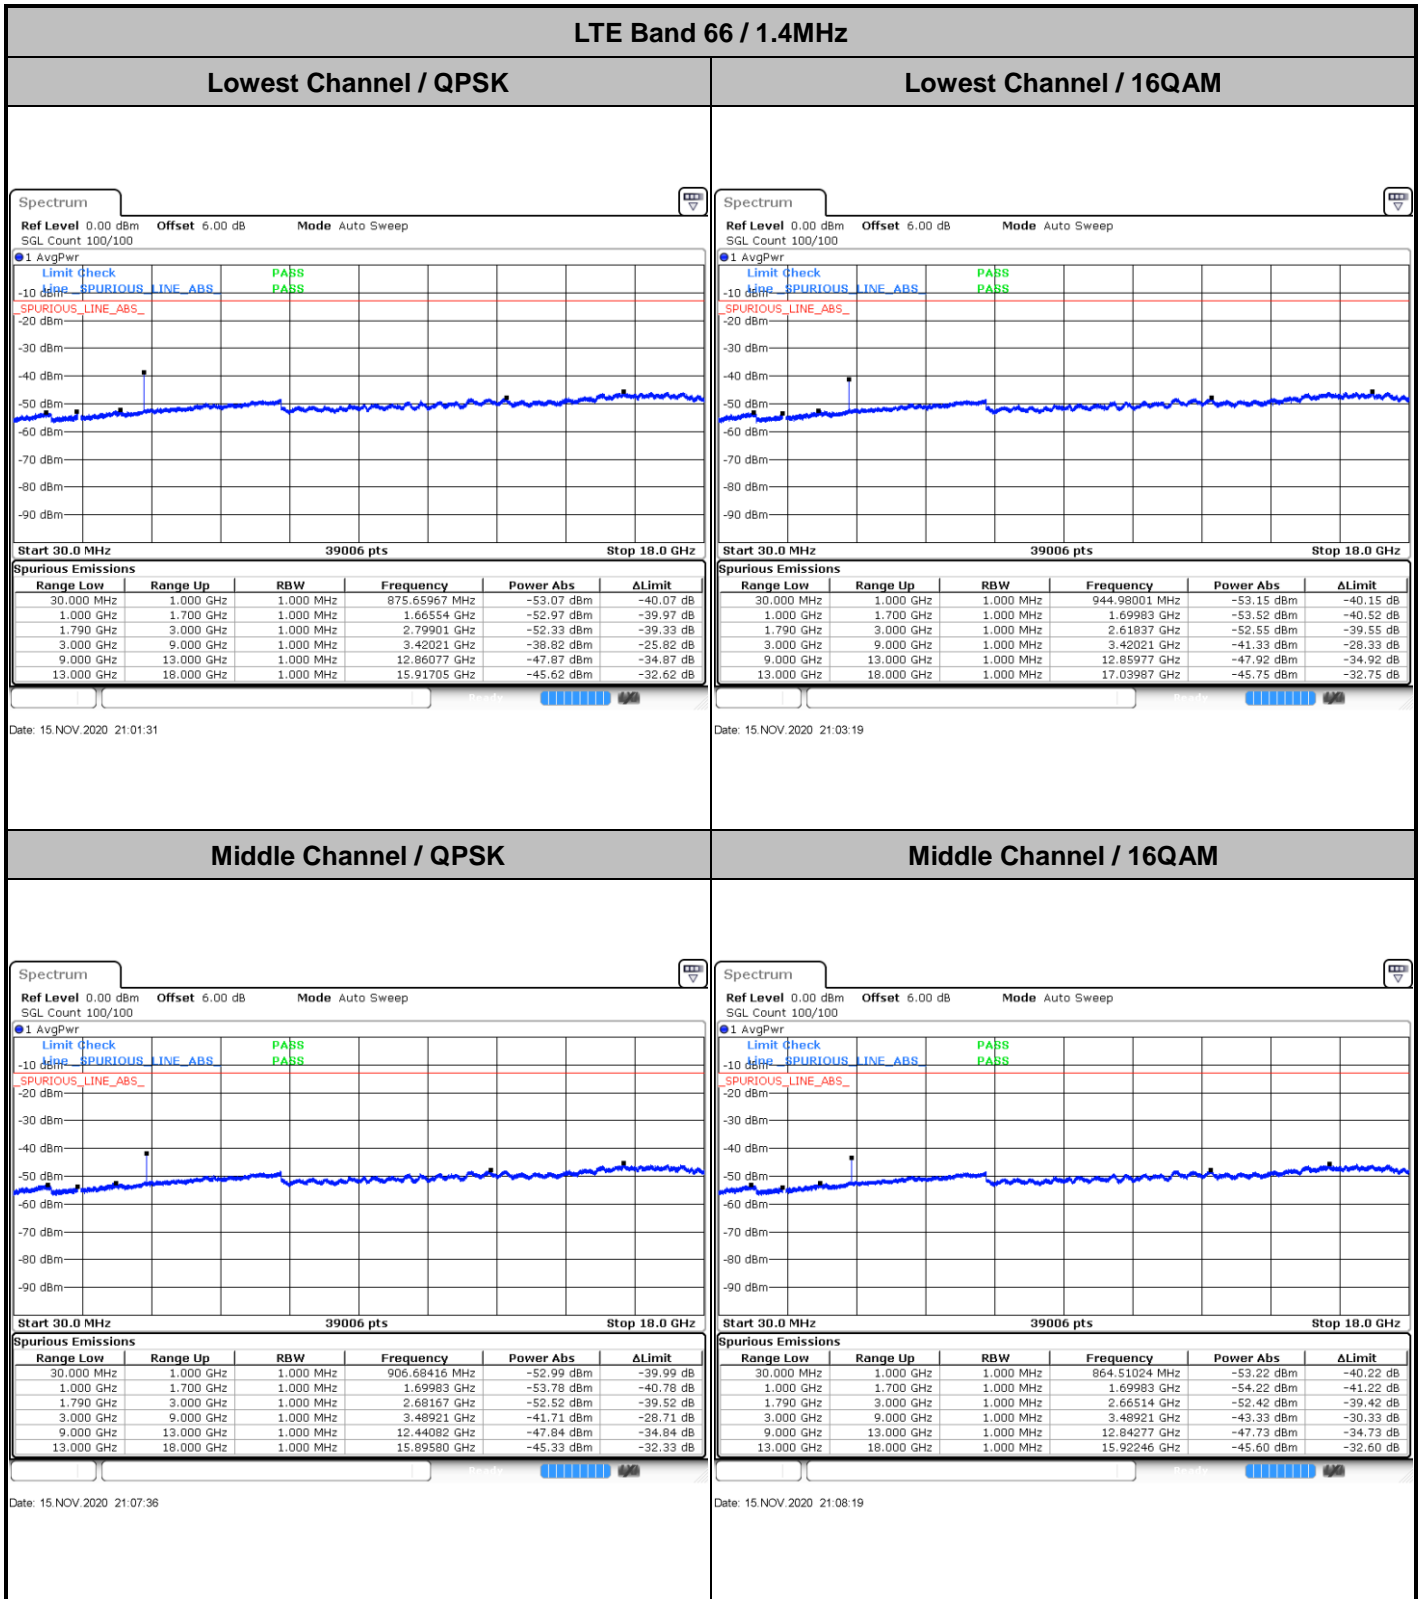 LTE Band 66 / 1.4MHz
Lowest Channel / QPSK
Lowest Channel / 16QAM
Spectrum
Ref Level 0.00 dBm Offset 6.00 dB Mode Auto Sweep
SGL Count 100/100
1 AvgPwr
Limit Check PASS
Line _SPURIOUS_LINE_ABS_ PASS
-10 dBm
_SPURIOUS_LINE_ABS_
-20 dBm
-30 dBm
-40 dBm
-50 dBm
-60 dBm
-70 dBm
-80 dBm
-90 dBm
Start 30.0 MHz 39006 pts Stop 18.0 GHz
Spurious Emissions
Range Low Range Up RBW Frequency Power Abs ΔLimit
30.000 MHz 1.000 GHz 1.000 MHz 875.65967 MHz -53.07 dBm -40.07 dB
1.000 GHz 1.700 GHz 1.000 MHz 1.66554 GHz -52.97 dBm -39.97 dB
1.790 GHz 3.000 GHz 1.000 MHz 2.79901 GHz -52.33 dBm -39.33 dB
3.000 GHz 9.000 GHz 1.000 MHz 3.42021 GHz -38.82 dBm -25.82 dB
9.000 GHz 13.000 GHz 1.000 MHz 12.86077 GHz -47.87 dBm -34.87 dB
13.000 GHz 18.000 GHz 1.000 MHz 15.91705 GHz -45.62 dBm -32.62 dB
Date: 15.NOV.2020 21:01:31
Spectrum
Ref Level 0.00 dBm Offset 6.00 dB Mode Auto Sweep
SGL Count 100/100
1 AvgPwr
Limit Check PASS
Line _SPURIOUS_LINE_ABS_ PASS
-10 dBm
_SPURIOUS_LINE_ABS_
-20 dBm
-30 dBm
-40 dBm
-50 dBm
-60 dBm
-70 dBm
-80 dBm
-90 dBm
Start 30.0 MHz 39006 pts Stop 18.0 GHz
Spurious Emissions
Range Low Range Up RBW Frequency Power Abs ΔLimit
30.000 MHz 1.000 GHz 1.000 MHz 944.98001 MHz -53.15 dBm -40.15 dB
1.000 GHz 1.700 GHz 1.000 MHz 1.69983 GHz -53.52 dBm -40.52 dB
1.790 GHz 3.000 GHz 1.000 MHz 2.61837 GHz -52.55 dBm -39.55 dB
3.000 GHz 9.000 GHz 1.000 MHz 3.42021 GHz -41.33 dBm -28.33 dB
9.000 GHz 13.000 GHz 1.000 MHz 12.85977 GHz -47.92 dBm -34.92 dB
13.000 GHz 18.000 GHz 1.000 MHz 17.03987 GHz -45.75 dBm -32.75 dB
Date: 15.NOV.2020 21:03:19
Middle Channel / QPSK
Middle Channel / 16QAM
Spectrum
Ref Level 0.00 dBm Offset 6.00 dB Mode Auto Sweep
SGL Count 100/100
1 AvgPwr
Limit Check PASS
Line _SPURIOUS_LINE_ABS_ PASS
-10 dBm
_SPURIOUS_LINE_ABS_
-20 dBm
-30 dBm
-40 dBm
-50 dBm
-60 dBm
-70 dBm
-80 dBm
-90 dBm
Start 30.0 MHz 39006 pts Stop 18.0 GHz
Spurious Emissions
Range Low Range Up RBW Frequency Power Abs ΔLimit
30.000 MHz 1.000 GHz 1.000 MHz 906.68416 MHz -52.99 dBm -39.99 dB
1.000 GHz 1.700 GHz 1.000 MHz 1.69983 GHz -53.78 dBm -40.78 dB
1.790 GHz 3.000 GHz 1.000 MHz 2.68167 GHz -52.52 dBm -39.52 dB
3.000 GHz 9.000 GHz 1.000 MHz 3.48921 GHz -41.71 dBm -28.71 dB
9.000 GHz 13.000 GHz 1.000 MHz 12.44082 GHz -47.84 dBm -34.84 dB
13.000 GHz 18.000 GHz 1.000 MHz 15.89580 GHz -45.33 dBm -32.33 dB
Date: 15.NOV.2020 21:07:36
Spectrum
Ref Level 0.00 dBm Offset 6.00 dB Mode Auto Sweep
SGL Count 100/100
1 AvgPwr
Limit Check PASS
Line _SPURIOUS_LINE_ABS_ PASS
-10 dBm
_SPURIOUS_LINE_ABS_
-20 dBm
-30 dBm
-40 dBm
-50 dBm
-60 dBm
-70 dBm
-80 dBm
-90 dBm
Start 30.0 MHz 39006 pts Stop 18.0 GHz
Spurious Emissions
Range Low Range Up RBW Frequency Power Abs ΔLimit
30.000 MHz 1.000 GHz 1.000 MHz 864.51024 MHz -53.22 dBm -40.22 dB
1.000 GHz 1.700 GHz 1.000 MHz 1.69983 GHz -54.22 dBm -41.22 dB
1.790 GHz 3.000 GHz 1.000 MHz 2.66514 GHz -52.42 dBm -39.42 dB
3.000 GHz 9.000 GHz 1.000 MHz 3.48921 GHz -43.33 dBm -30.33 dB
9.000 GHz 13.000 GHz 1.000 MHz 12.84277 GHz -47.73 dBm -34.73 dB
13.000 GHz 18.000 GHz 1.000 MHz 15.92246 GHz -45.60 dBm -32.60 dB
Date: 15.NOV.2020 21:08:19